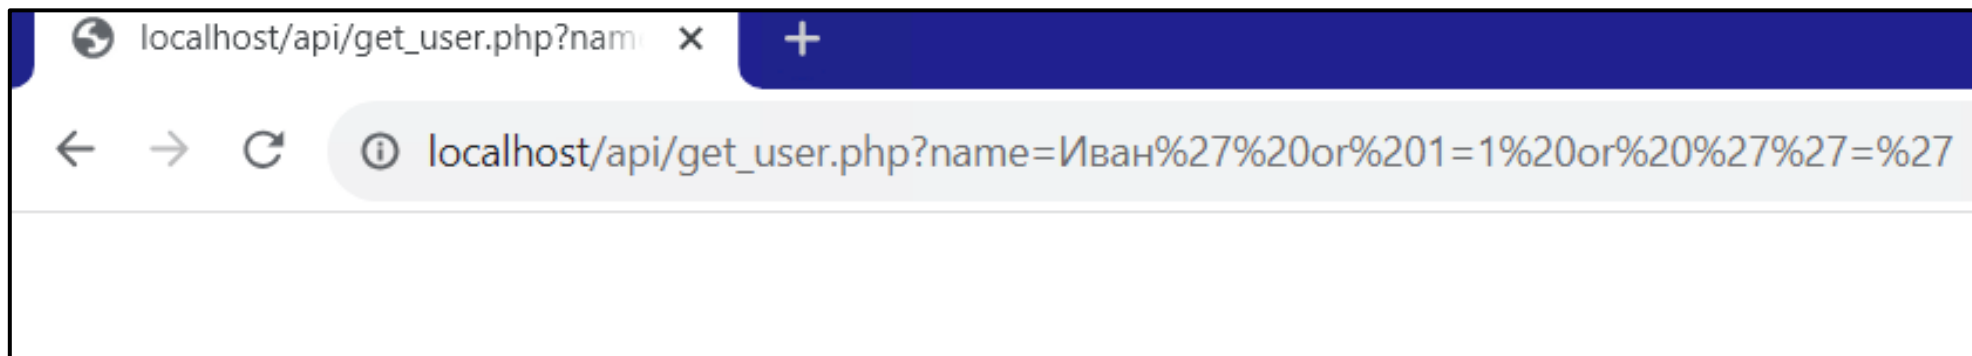 localhost/api/get_user.php?nam
localhost/api/get_user.php?name=Иван%27%20or%201=1%20or%20%27%27=%27